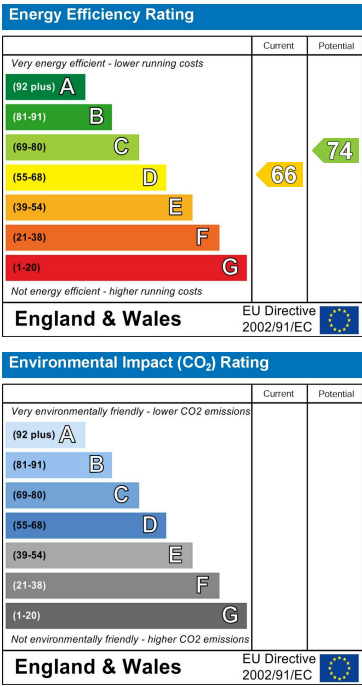 Energy Efficiency Rating
Current Potential
Very energy efficient - lower running costs
(92 plus) A
(81-91) B
(69-80) C
(55-68) D
(39-54) E
(21-38) F
(1-20) G
66
74
Not energy efficient - higher running costs
England & Wales
EU Directive
2002/91/EC
Environmental Impact (CO₂) Rating
Current Potential
Very environmentally friendly - lower CO2 emissions
(92 plus) A
(81-91) B
(69-80) C
(55-68) D
(39-54) E
(21-38) F
(1-20) G
Not environmentally friendly - higher CO2 emissions
England & Wales
EU Directive
2002/91/EC